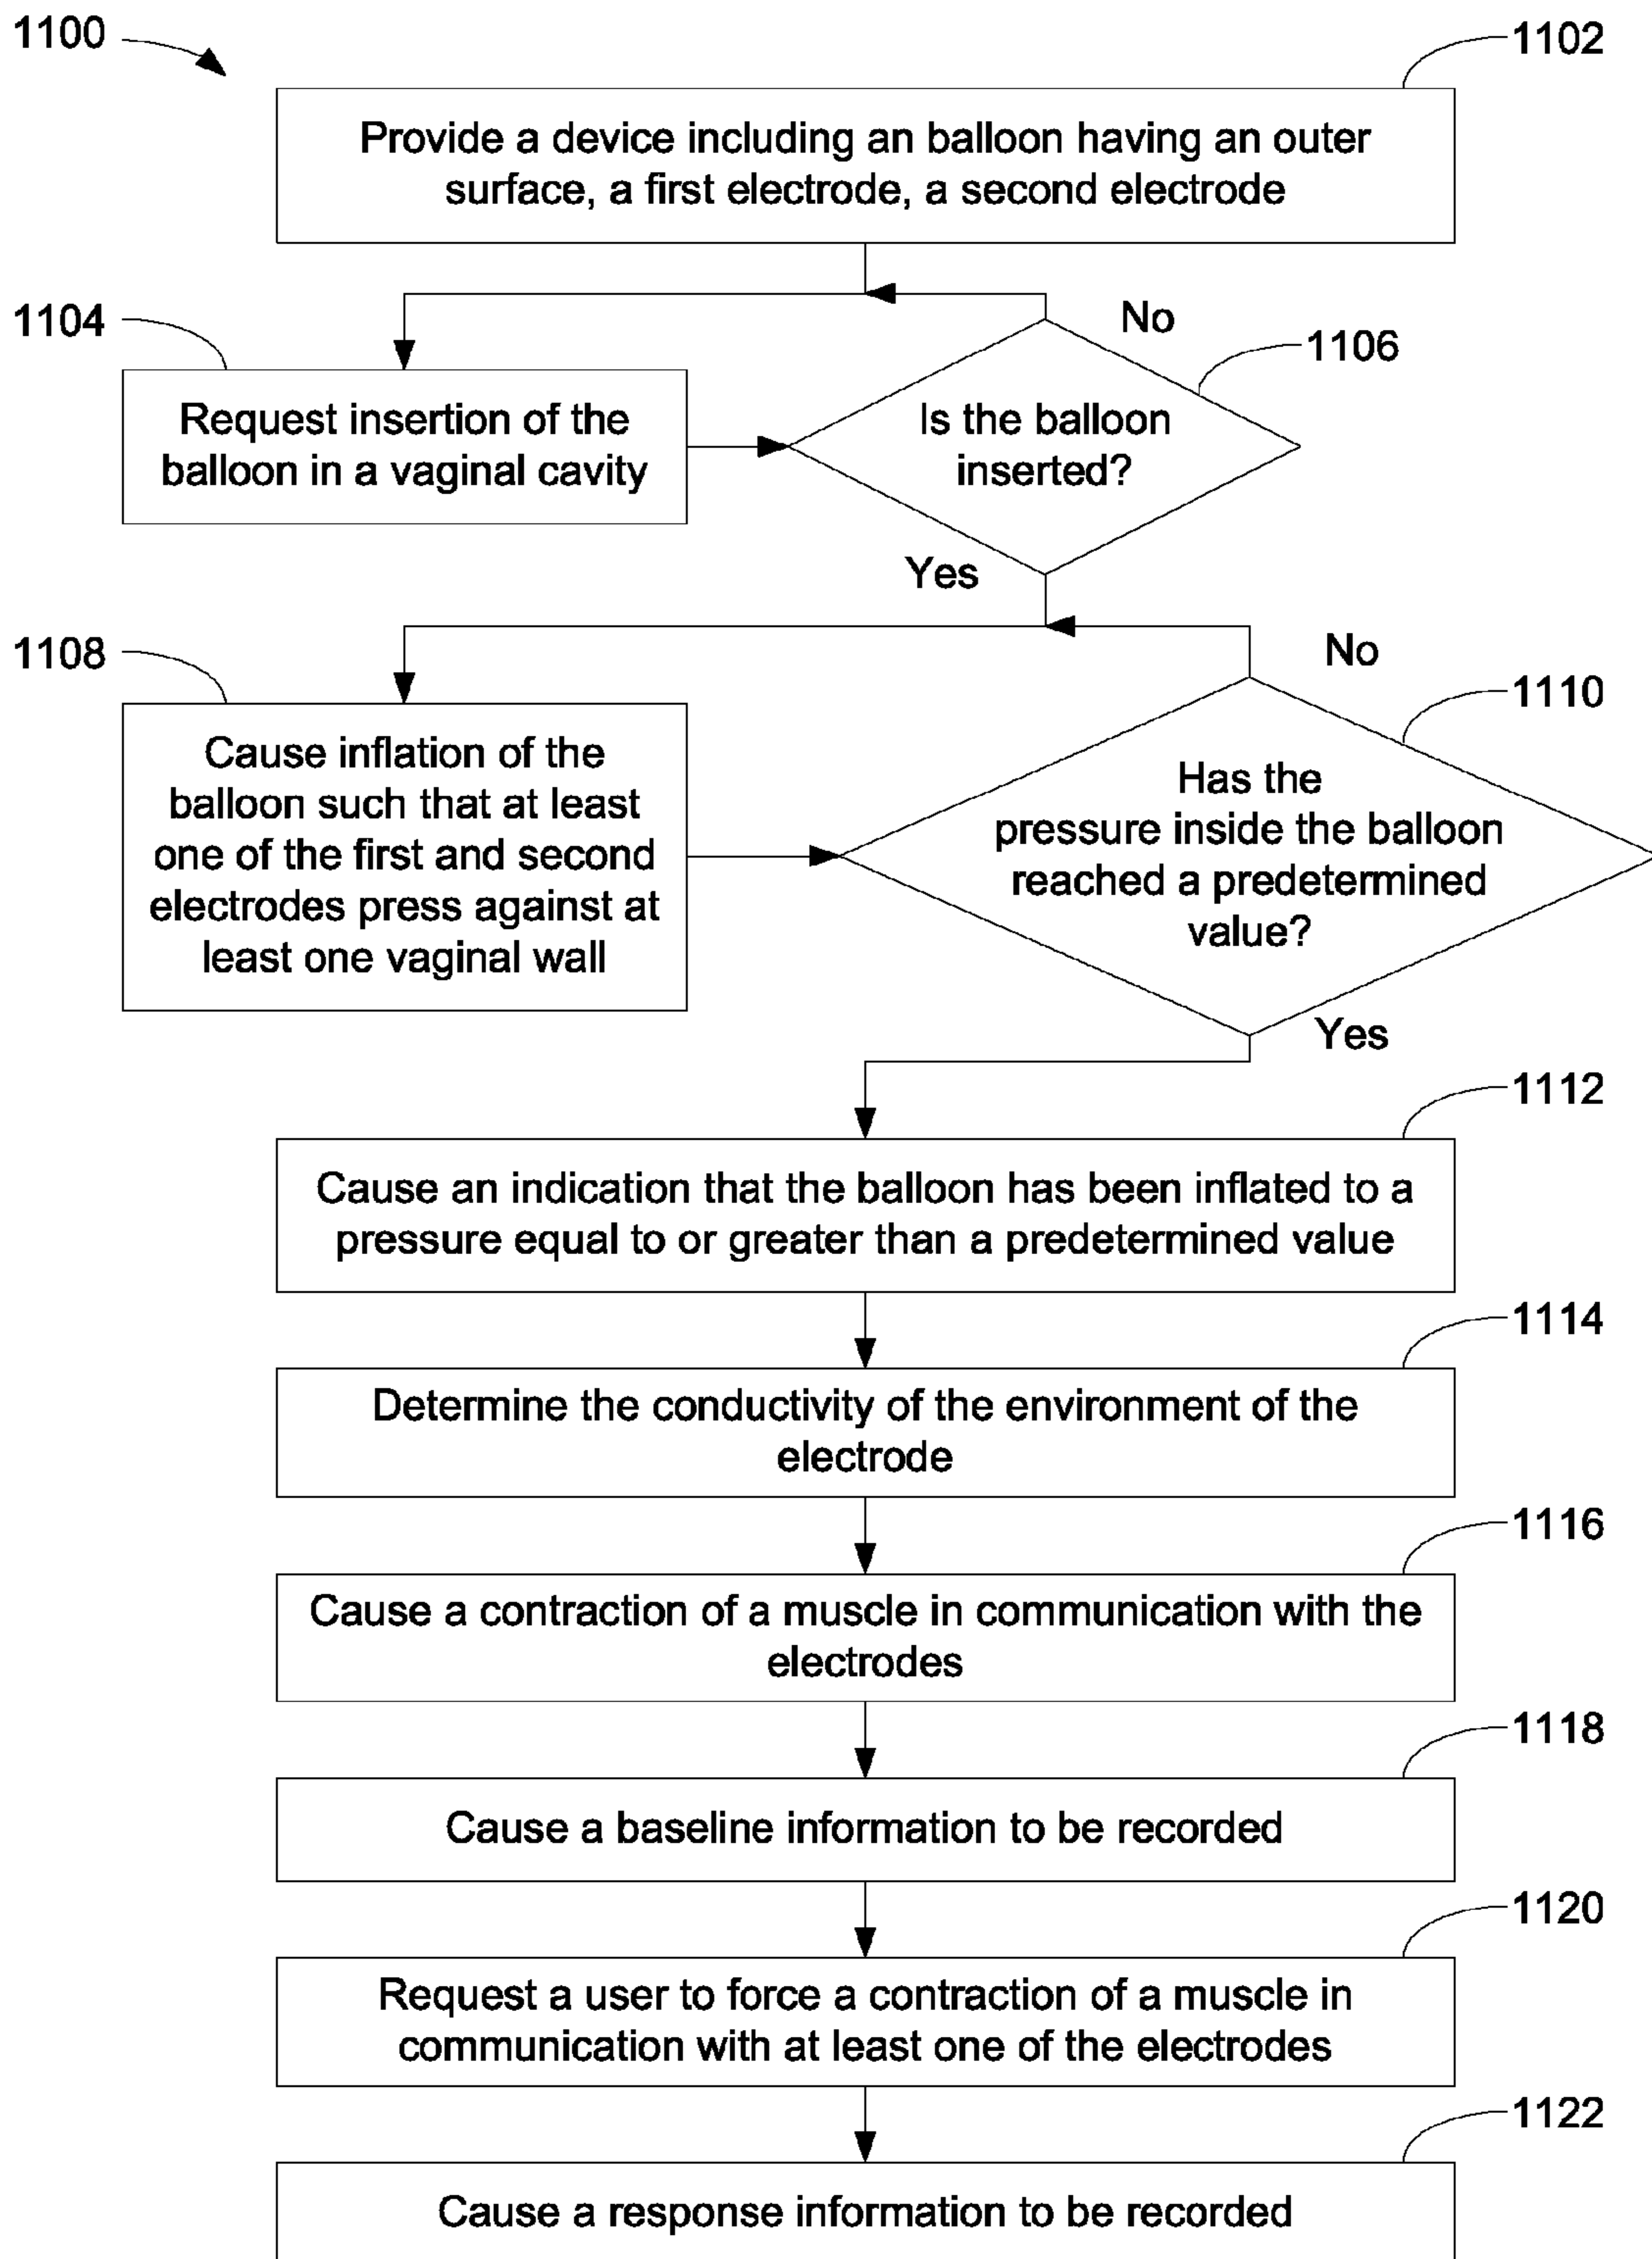 1100
1102
Provide a device including an balloon having an outer
surface, a first electrode, a second electrode
1104
No
1106
Request insertion of the
balloon in a vaginal cavity
Is the balloon
inserted?
Yes
1108
No
1110
Cause inflation of the
balloon such that at least
one of the first and second
electrodes press against at
least one vaginal wall
Has the
pressure inside the balloon
reached a predetermined
value?
Yes
1112
Cause an indication that the balloon has been inflated to a
pressure equal to or greater than a predetermined value
1114
Determine the conductivity of the environment of the
electrode
1116
Cause a contraction of a muscle in communication with the
electrodes
1118
Cause a baseline information to be recorded
1120
Request a user to force a contraction of a muscle in
communication with at least one of the electrodes
1122
Cause a response information to be recorded